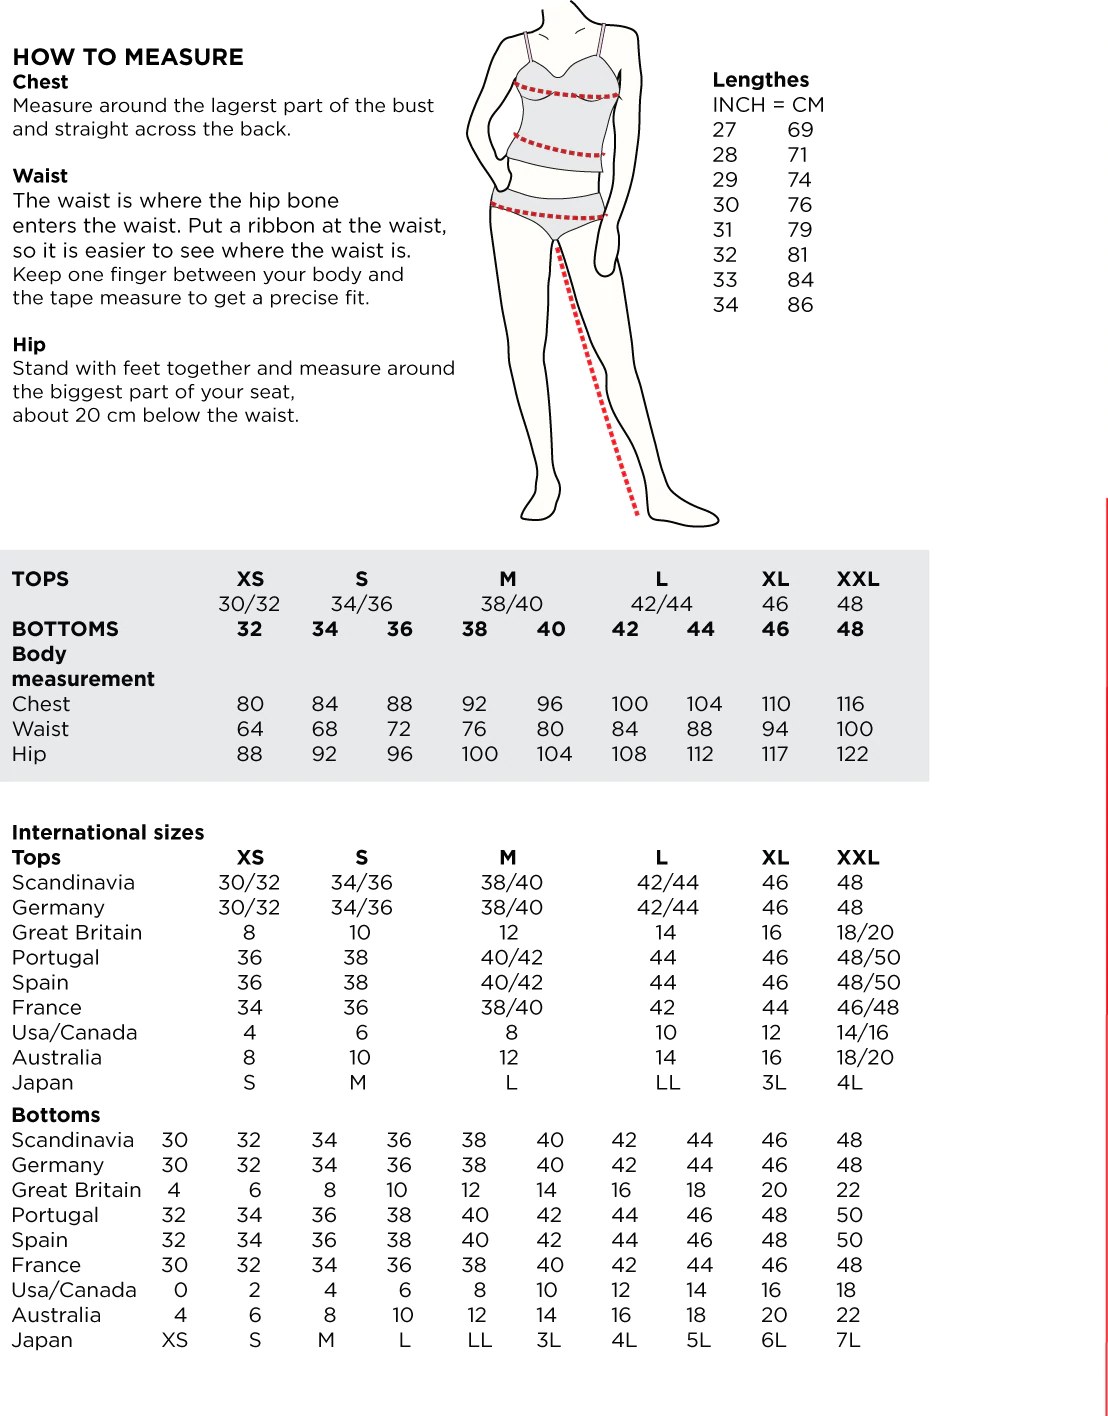 HOW TO MEASURE
Chest
Measure around the lagerst part of the bust
and straight across the back.
Waist
The waist is where the hip bone
enters the waist. Put a ribbon at the waist,
so it is easier to see where the waist is.
Keep one finger between your body and
the tape measure to get a precise fit.
Hip
Stand with feet together and measure around
the biggest part of your seat,
about 20 cm below the waist.
Lengthes
INCH = CM
27 69
28 71
29 74
30 76
31 79
32 81
33 84
34 86
TOPS XS S M L XL XXL
30/32 34/36 38/40 42/44 46 48
BOTTOMS 32 34 36 38 40 42 44 46 48
Body
measurement
Chest 80 84 88 92 96 100 104 110 116
Waist 64 68 72 76 80 84 88 94 100
Hip 88 92 96 100 104 108 112 117 122
International sizes
Tops XS S M L XL XXL
Scandinavia 30/32 34/36 38/40 42/44 46 48
Germany 30/32 34/36 38/40 42/44 46 48
Great Britain 8 10 12 14 16 18/20
Portugal 36 38 40/42 44 46 48/50
Spain 36 38 40/42 44 46 48/50
France 34 36 38/40 42 44 46/48
Usa/Canada 4 6 8 10 12 14/16
Australia 8 10 12 14 16 18/20
Japan S M L LL 3L 4L
Bottoms
Scandinavia 30 32 34 36 38 40 42 44 46 48
Germany 30 32 34 36 38 40 42 44 46 48
Great Britain 4 6 8 10 12 14 16 18 20 22
Portugal 32 34 36 38 40 42 44 46 48 50
Spain 32 34 36 38 40 42 44 46 48 50
France 30 32 34 36 38 40 42 44 46 48
Usa/Canada 0 2 4 6 8 10 12 14 16 18
Australia 4 6 8 10 12 14 16 18 20 22
Japan XS S M L LL 3L 4L 5L 6L 7L